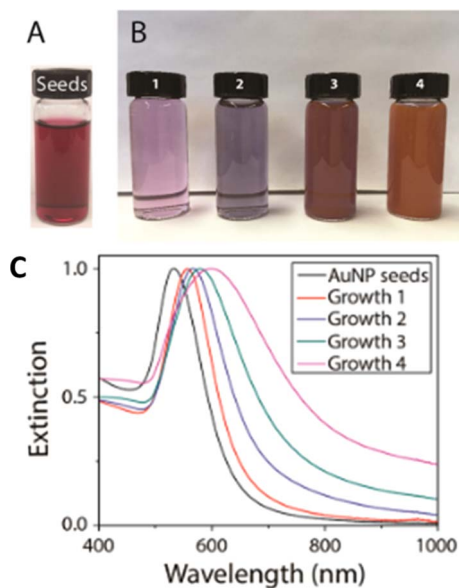 A
B
Seeds
1
2
3
4
C
1.0
0.5
0.0
Extinction
AuNP seeds
Growth 1
Growth 2
Growth 3
Growth 4
400
600
800
1000
Wavelength (nm)